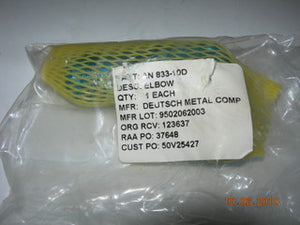 PART: AN 833-10D
DESC: ELBOW
QTY: 1 EACH
MFR: DEUTSCH METAL COMP
MFR LOT: 9502062003
ORG RCV: 123637
RAA PO: 37648
CUST PO: 50V25427